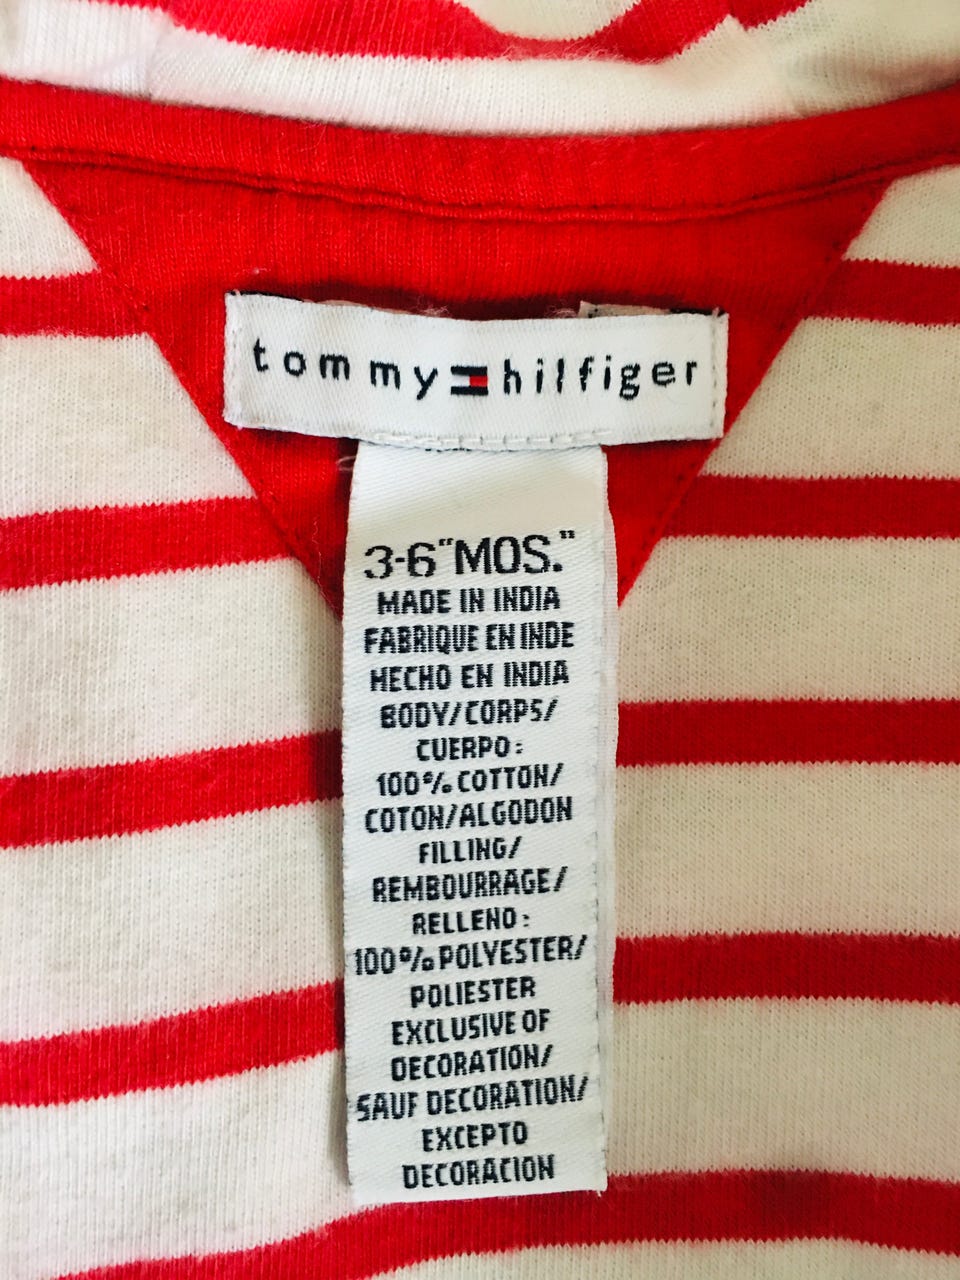 tommy hilfiger
3-6"MOS."
MADE IN INDIA
FABRIQUE EN INDE
HECHO EN INDIA
BODY/CORPS/
CUERPO:
100% COTTON/
COTON/ALGODON
FILLING/
REMBOURRAGE/
RELLENO:
100% POLYESTER/
POLIESTER
EXCLUSIVE OF
DECORATION/
SAUF DECORATION/
EXCEPTO
DECORACION